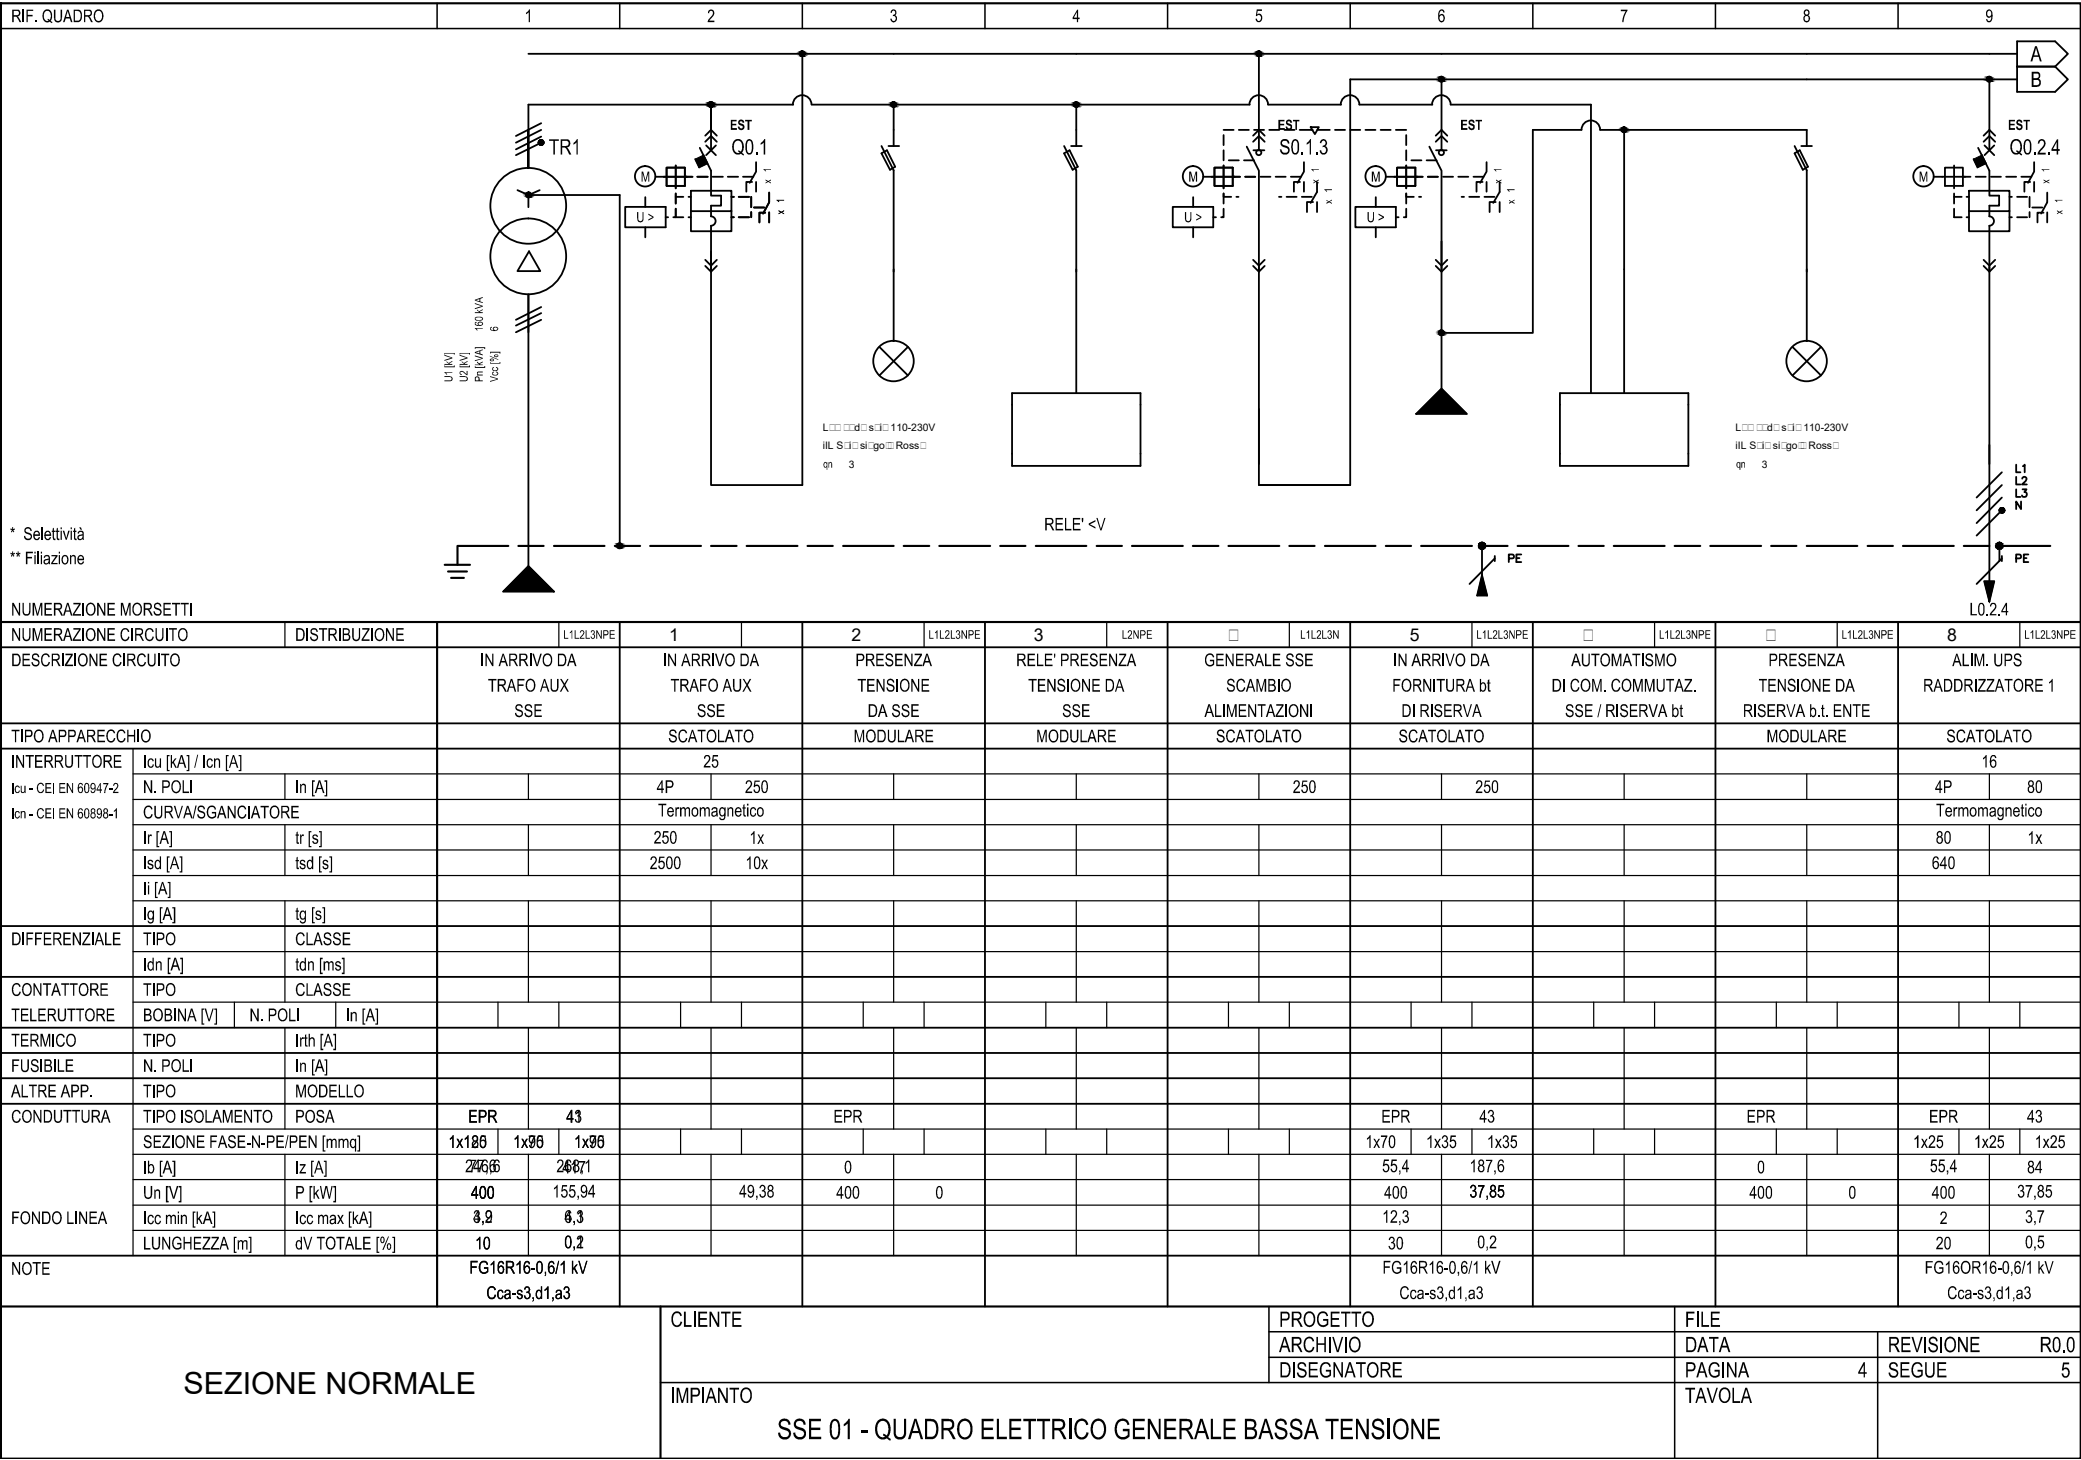 RIF. QUADRO 1 2 3 4 5 6 7 8 9
A
B
EST EST EST EST
TR1 Q0.1 S0.1.3 Q0.2.4
M M M M
x 1 x 1 x 1 x 1
U > U > U >
x 1 x 1 x 1 x 1
U1 [kV]
U2 [kV]
Pn [kVA] 160 kVA
Vcc [%] 6
110-230V 110-230V
qn 3 qn 3
L1
L2
L3
N
RELE' <V
* Selettività
** Filiazione
PE PE
NUMERAZIONE MORSETTI L0.2.4
NUMERAZIONE CIRCUITO DISTRIBUZIONE L1L2L3NPE 1 2 L1L2L3NPE 3 L2NPE L1L2L3N 5 L1L2L3NPE L1L2L3NPE L1L2L3NPE 8 L1L2L3NPE
DESCRIZIONE CIRCUITO IN ARRIVO DA IN ARRIVO DA PRESENZA RELE' PRESENZA GENERALE SSE IN ARRIVO DA AUTOMATISMO PRESENZA ALIM. UPS
TRAFO AUX TRAFO AUX TENSIONE TENSIONE DA SCAMBIO FORNITURA bt DI COM. COMMUTAZ. TENSIONE DA RADDRIZZATORE 1
SSE SSE DA SSE SSE ALIMENTAZIONI DI RISERVA SSE / RISERVA bt RISERVA b.t. ENTE
TIPO APPARECCHIO SCATOLATO MODULARE MODULARE SCATOLATO SCATOLATO MODULARE SCATOLATO
INTERRUTTORE Icu [kA] / Icn [A] 25 16
Icu - CEI EN 60947-2 N. POLI In [A] 4P 250 250 250 4P 80
Icn - CEI EN 60898-1 CURVA/SGANCIATORE Termomagnetico Termomagnetico
Ir [A] tr [s] 250 1x 80 1x
Isd [A] tsd [s] 2500 10x 640
Ii [A]
Ig [A] tg [s]
DIFFERENZIALE TIPO CLASSE
Idn [A] tdn [ms]
CONTATTORE TIPO CLASSE
TELERUTTORE BOBINA [V] N. POLI In [A]
TERMICO TIPO Irth [A]
FUSIBILE N. POLI In [A]
ALTRE APP. TIPO MODELLO
CONDUTTURA TIPO ISOLAMENTO POSA EPR EPR EPR 43 EPR EPR 43
SEZIONE FASE-N-PE/PEN [mmq] 1x70 1x35 1x35 1x25 1x25 1x25
Ib [A] Iz [A] 0 55,4 187,6 0 55,4 84
Un [V] P [kW] 400 155,94 49,38 400 0 400 37,85 400 0 400 37,85
FONDO LINEA Icc min [kA] Icc max [kA] 12,3 2 3,7
LUNGHEZZA [m] dV TOTALE [%] 10 30 0,2 20 0,5
NOTE FG16R16-0,6/1 kV FG16R16-0,6/1 kV FG16OR16-0,6/1 kV
Cca-s3,d1,a3 Cca-s3,d1,a3 Cca-s3,d1,a3
SEZIONE NORMALE
CLIENTE
PROGETTO FILE
ARCHIVIO DATA REVISIONE R0.0
DISEGNATORE PAGINA 4 SEGUE 5
IMPIANTO TAVOLA
SSE 01 - QUADRO ELETTRICO GENERALE BASSA TENSIONE